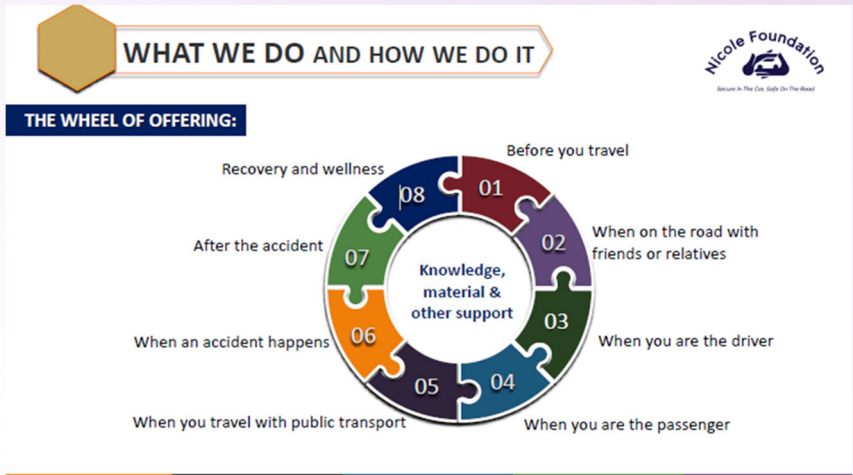 WHAT WE DO AND HOW WE DO IT
Nicole Foundation
Secure In The Car, Safe On The Road
THE WHEEL OF OFFERING:
Before you travel
Recovery and wellness
08
01
When on the road with
friends or relatives
02
After the accident
07
Knowledge,
material &
other support
03
When you are the driver
When an accident happens
06
05
04
When you travel with public transport
When you are the passenger